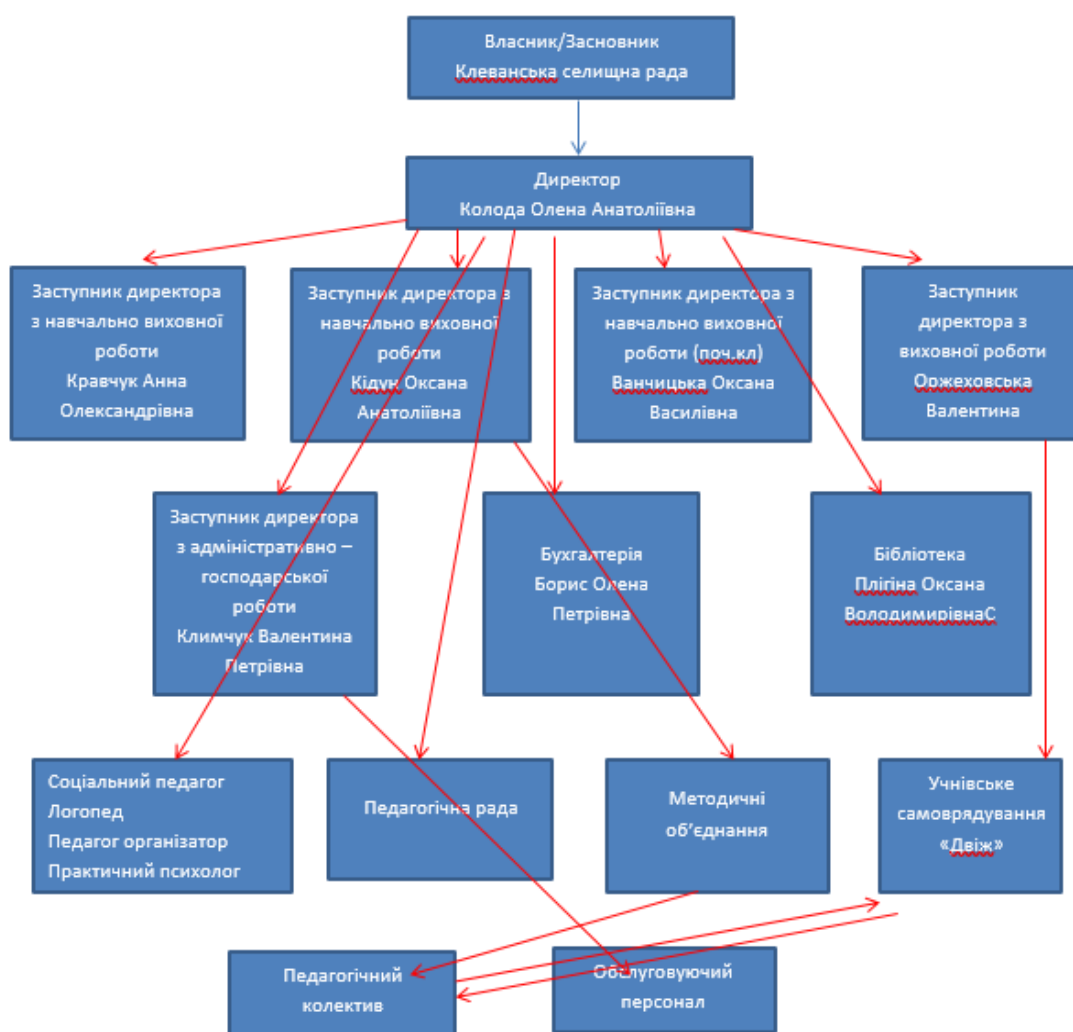 Власник/Засновник
Клеванська селищна рада
Директор
Колода Олена Анатоліївна
Заступник директора
з навчально виховної
роботи
Кравчук Анна
Олександрівна
Заступник директора з
навчально виховної
роботи
Кідун Оксана
Анатоліївна
Заступник директора з
навчально виховної
роботи (поч.кл)
Ванчицька Оксана
Василівна
Заступник
директора з
виховної роботи
Оржеховська
Валентина
Заступник директора
з адміністративно –
господарської
роботи
Климчук Валентина
Петрівна
Бухгалтерія
Борис Олена
Петрівна
Бібліотека
Плігіна Оксана
ВолодимирівнаС
Соціальний педагог
Логопед
Педагог організатор
Практичний психолог
Педагогічна рада
Методичні
об’єднання
Учнівське
самоврядування
«Двіж»
Педагогічний
колектив
Обслуговуючий
персонал